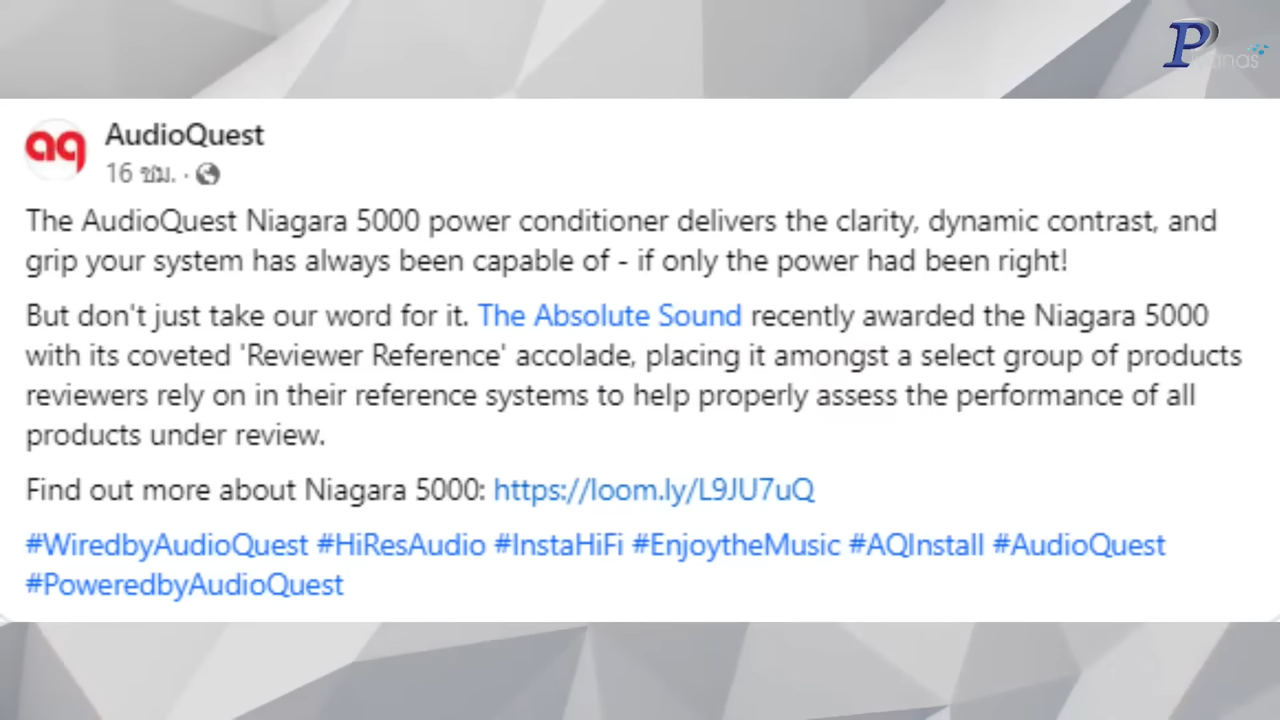 AudioQuest
16 ชม. ·
The AudioQuest Niagara 5000 power conditioner delivers the clarity, dynamic contrast, and
grip your system has always been capable of - if only the power had been right!
But don't just take our word for it. The Absolute Sound recently awarded the Niagara 5000
with its coveted 'Reviewer Reference' accolade, placing it amongst a select group of products
reviewers rely on in their reference systems to help properly assess the performance of all
products under review.
Find out more about Niagara 5000: https://loom.ly/L9JU7uQ
#WiredbyAudioQuest #HiResAudio #InstaHiFi #EnjoytheMusic #AQInstall #AudioQuest
#PoweredbyAudioQuest